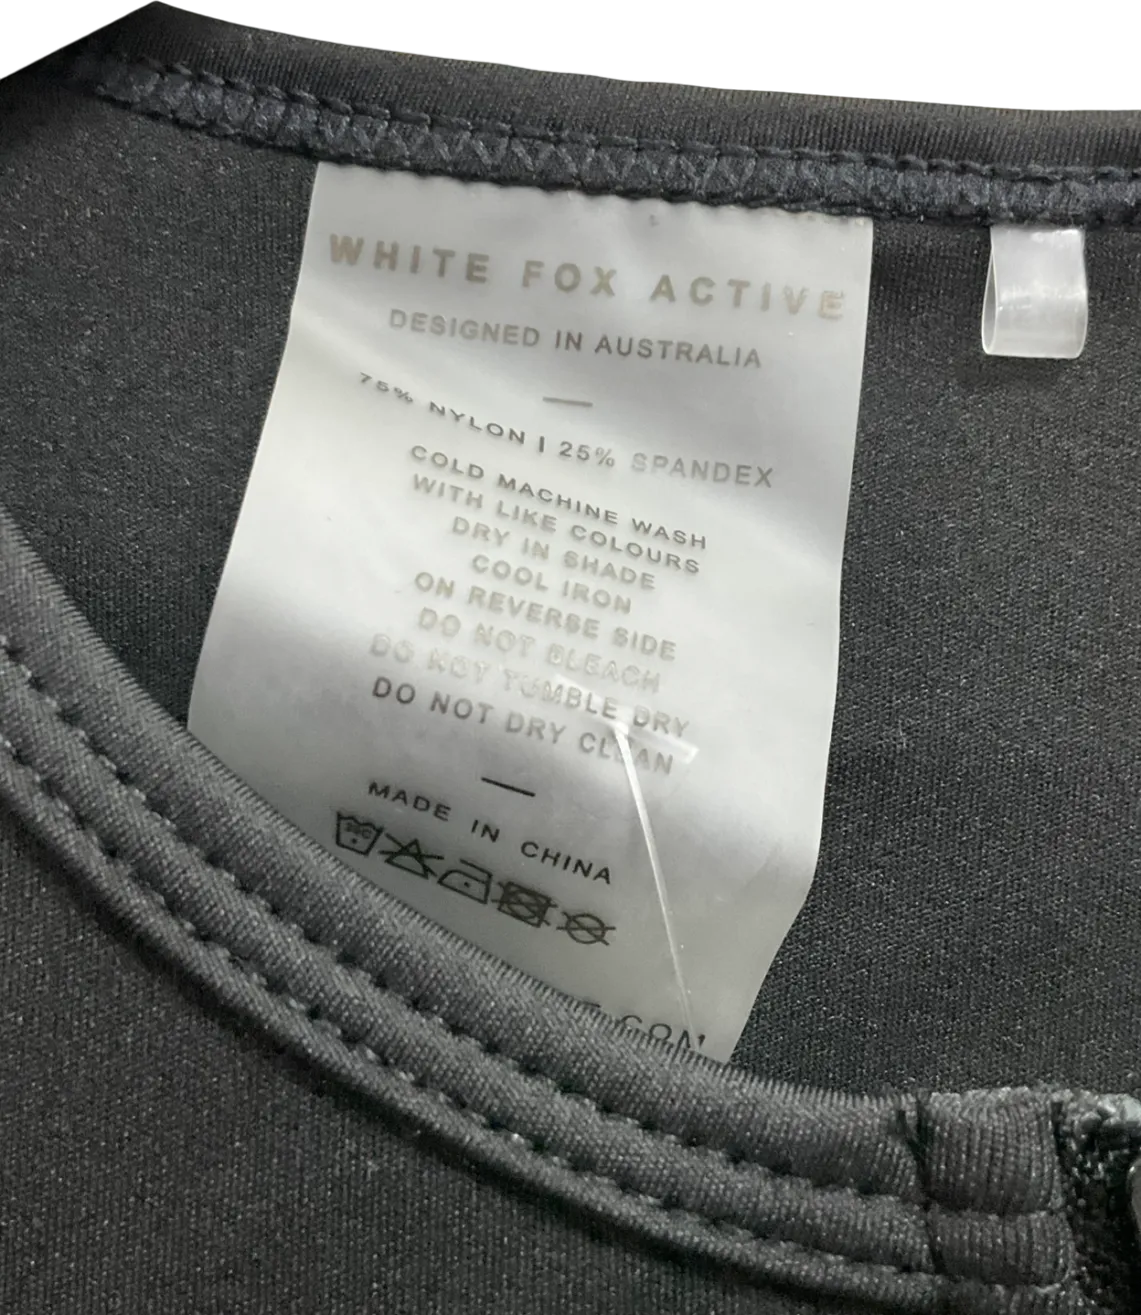 WHITE FOX ACTIVE
DESIGNED IN AUSTRALIA
75% NYLON | 25% SPANDEX
COLD MACHINE WASH
WITH LIKE COLOURS
DRY IN SHADE
COOL IRON
ON REVERSE SIDE
DO NOT BLEACH
DO NOT TUMBLE DRY
DO NOT DRY CLEAN
MADE IN CHINA
.COM